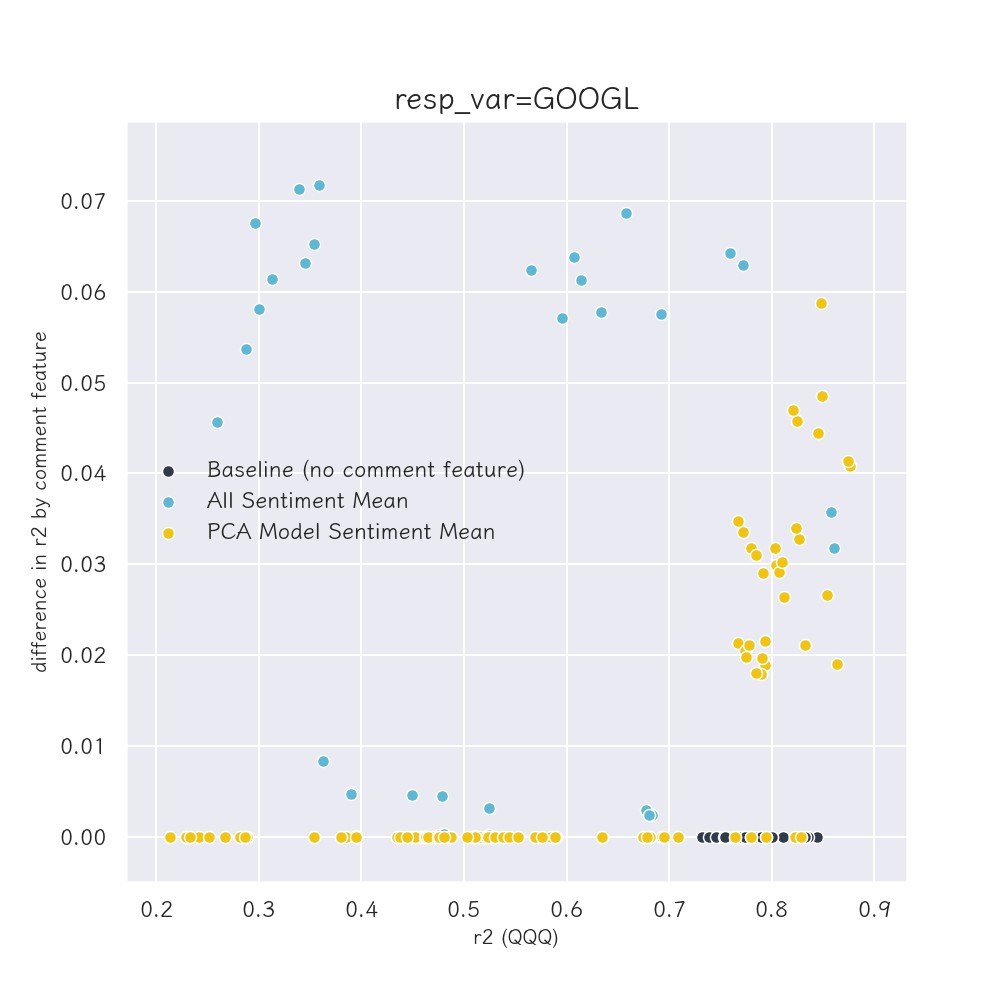 resp_var=GOOGL
difference in r2 by comment feature
0.07
0.06
0.05
0.04
0.03
0.02
0.01
0.00
Baseline (no comment feature)
All Sentiment Mean
PCA Model Sentiment Mean
0.2 0.3 0.4 0.5 0.6 0.7 0.8 0.9
r2 (QQQ)